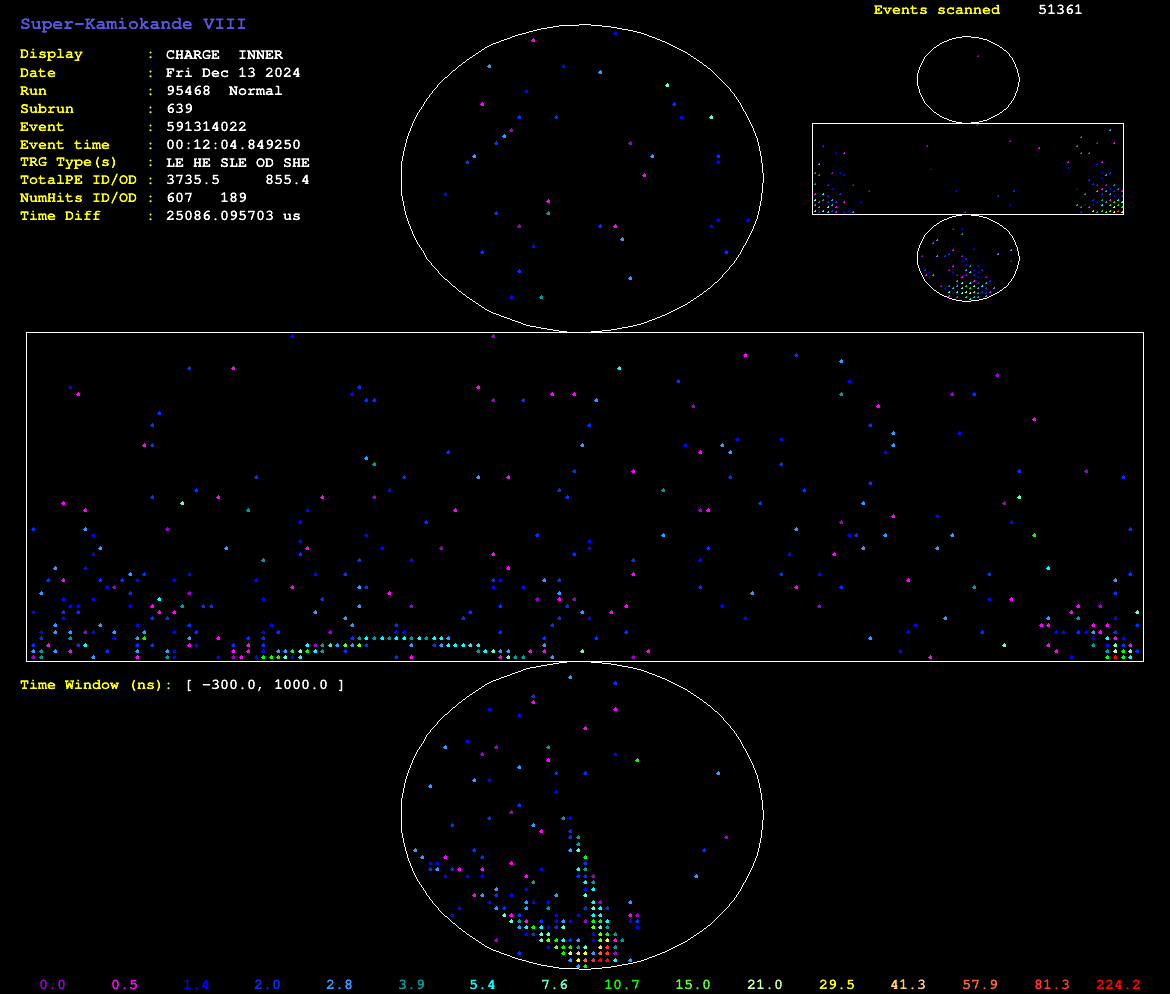 Super-Kamiokande VIII
Display : CHARGE INNER
Date : Fri Dec 13 2024
Run : 95468 Normal
Subrun : 639
Event : 591314022
Event time : 00:12:04.849250
TRG Type(s) : LE HE SLE OD SHE
TotalPE ID/OD : 3735.5 855.4
NumHits ID/OD : 607 189
Time Diff : 25086.095703 us
Events scanned 51361
Time Window (ns): [ −300.0, 1000.0 ]
0.0 0.5 1.4 2.0 2.8 3.9 5.4 7.6 10.7 15.0 21.0 29.5 41.3 57.9 81.3 224.2